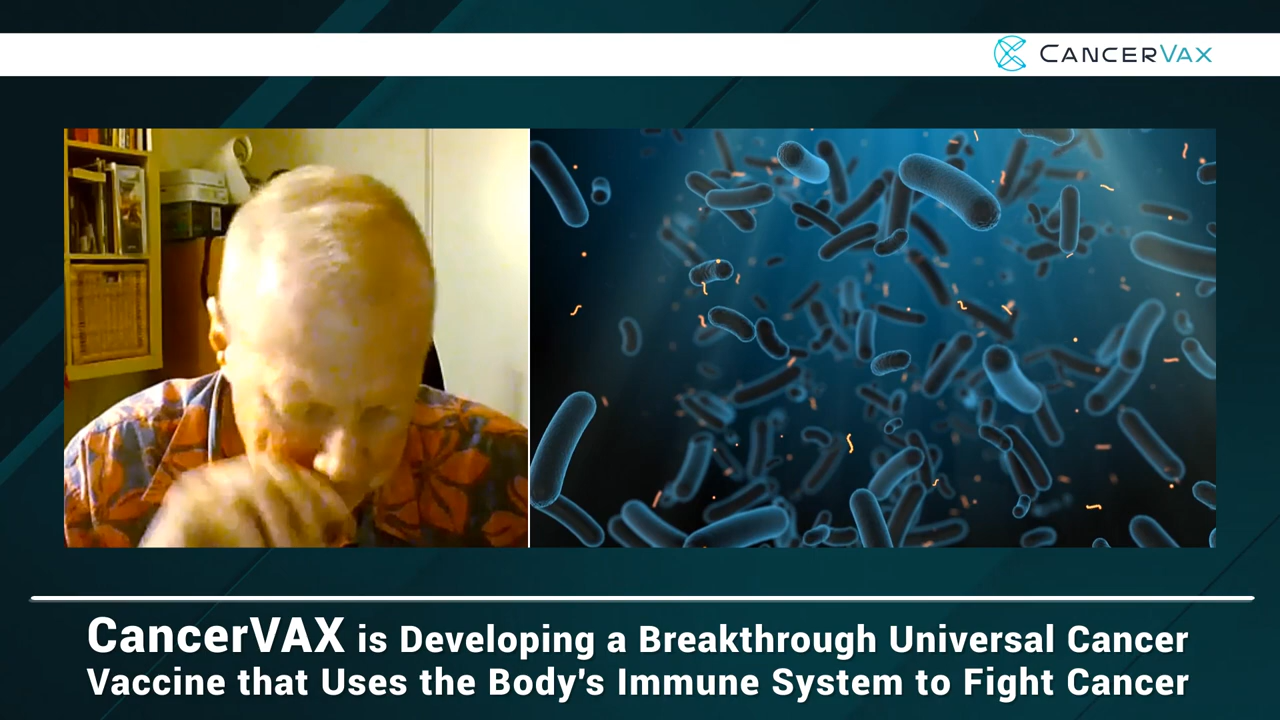 CANCERVAX
CancerVAX is Developing a Breakthrough Universal Cancer
Vaccine that Uses the Body's Immune System to Fight Cancer